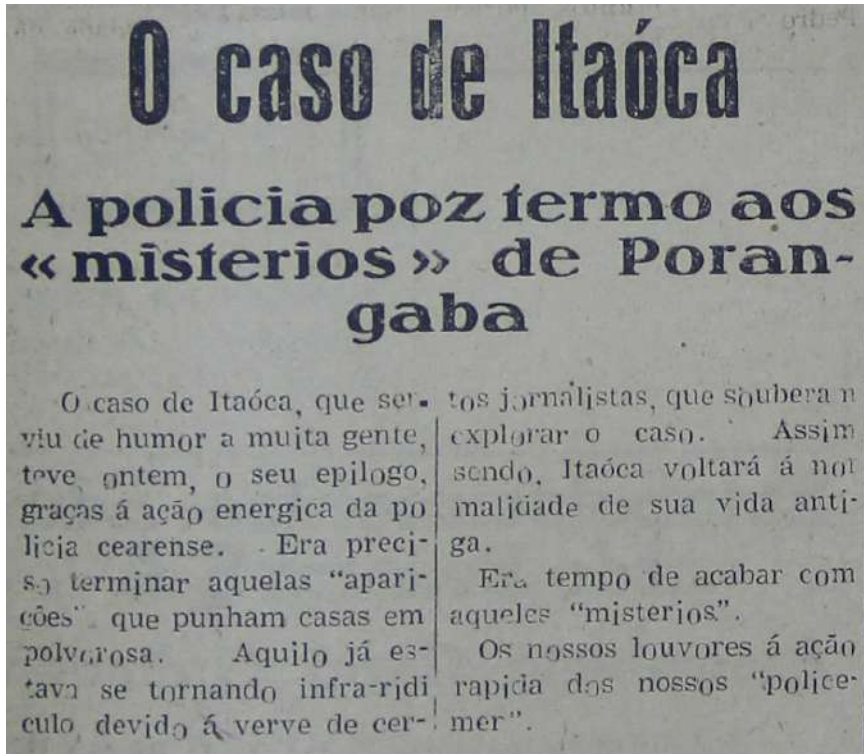 O caso de Itaóca
A policia poz termo aos
« misterios » de Poran-
gaba
O caso de Itaóca, que ser-
viu de humor a muita gente,
teve, ontem, o seu epilogo,
graças á ação energica da po
licia cearense. Era preci-
so terminar aquelas “apari-
ções” que punham casas em
polvorosa. Aquilo já es-
tava se tornando infra-ridi
culo, devido á verve de cer-
tos jornalistas, que souberam
explorar o caso. Assim
sendo, Itaóca voltará á nor
malidade de sua vida anti-
ga.
Era tempo de acabar com
aqueles “misterios”.
Os nossos louvores á ação
rapida dos nossos “police-
mer”.